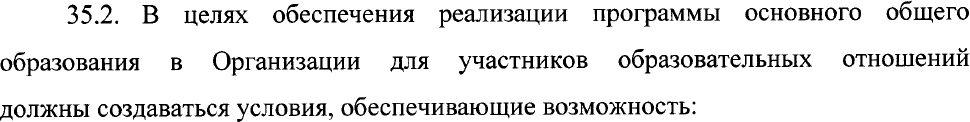 35.2. В целях обеспечения реализации программы основного общего
образования в Организации для участников образовательных отношений
должны создаваться условия, обеспечивающие возможность: